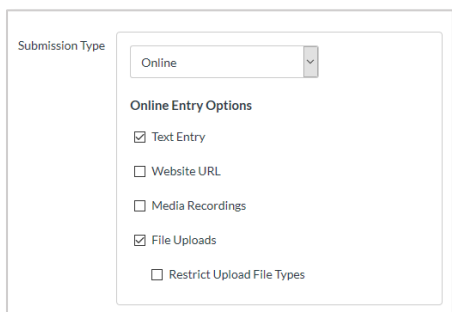 Submission Type
Online
Online Entry Options
Text Entry
Website URL
Media Recordings
File Uploads
Restrict Upload File Types